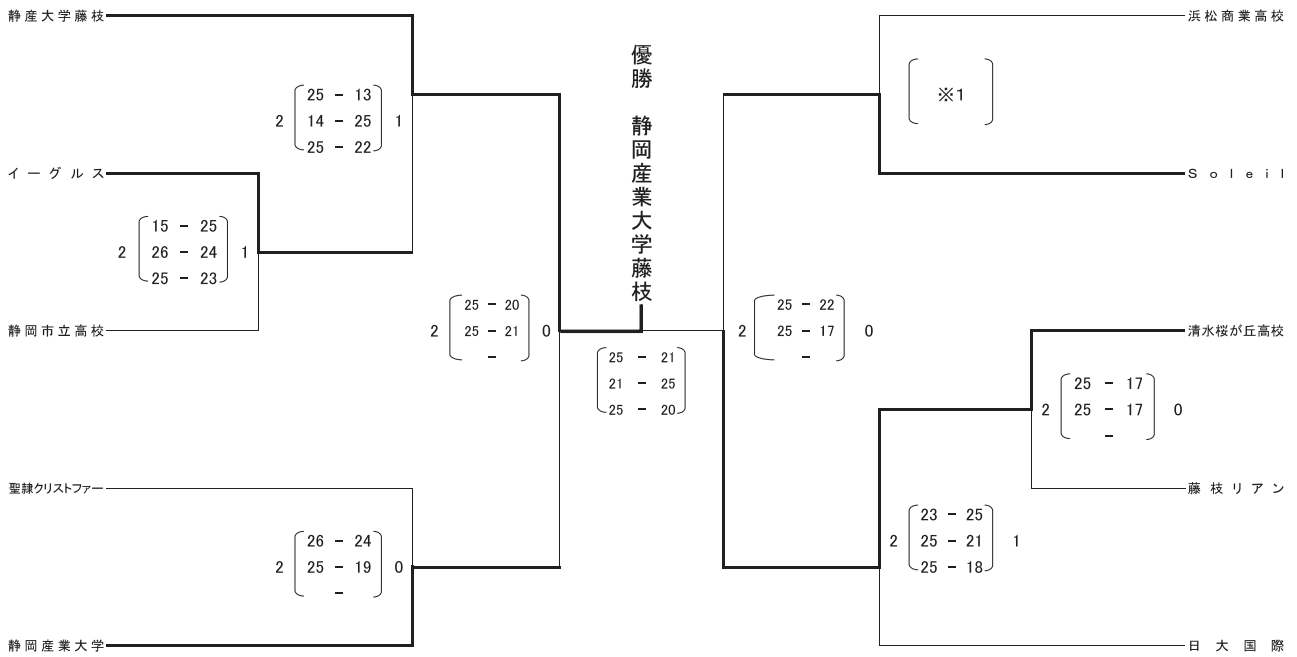 静産大学藤枝
25 - 13
2 14 - 25 1
25 - 22
イーグルス
15 - 25
2 26 - 24 1
25 - 23
静岡市立高校
25 - 20
2 25 - 21 0
-
聖隷クリストファー
26 - 24
2 25 - 19 0
-
静岡産業大学
優勝 静岡産業大学藤枝
25 - 21
21 - 25
25 - 20
浜松商業高校
※1
Soleil
25 - 22
2 25 - 17 0
-
清水桜が丘高校
25 - 17
2 25 - 17 0
-
藤枝リアン
23 - 25
2 25 - 21 1
25 - 18
日大国際